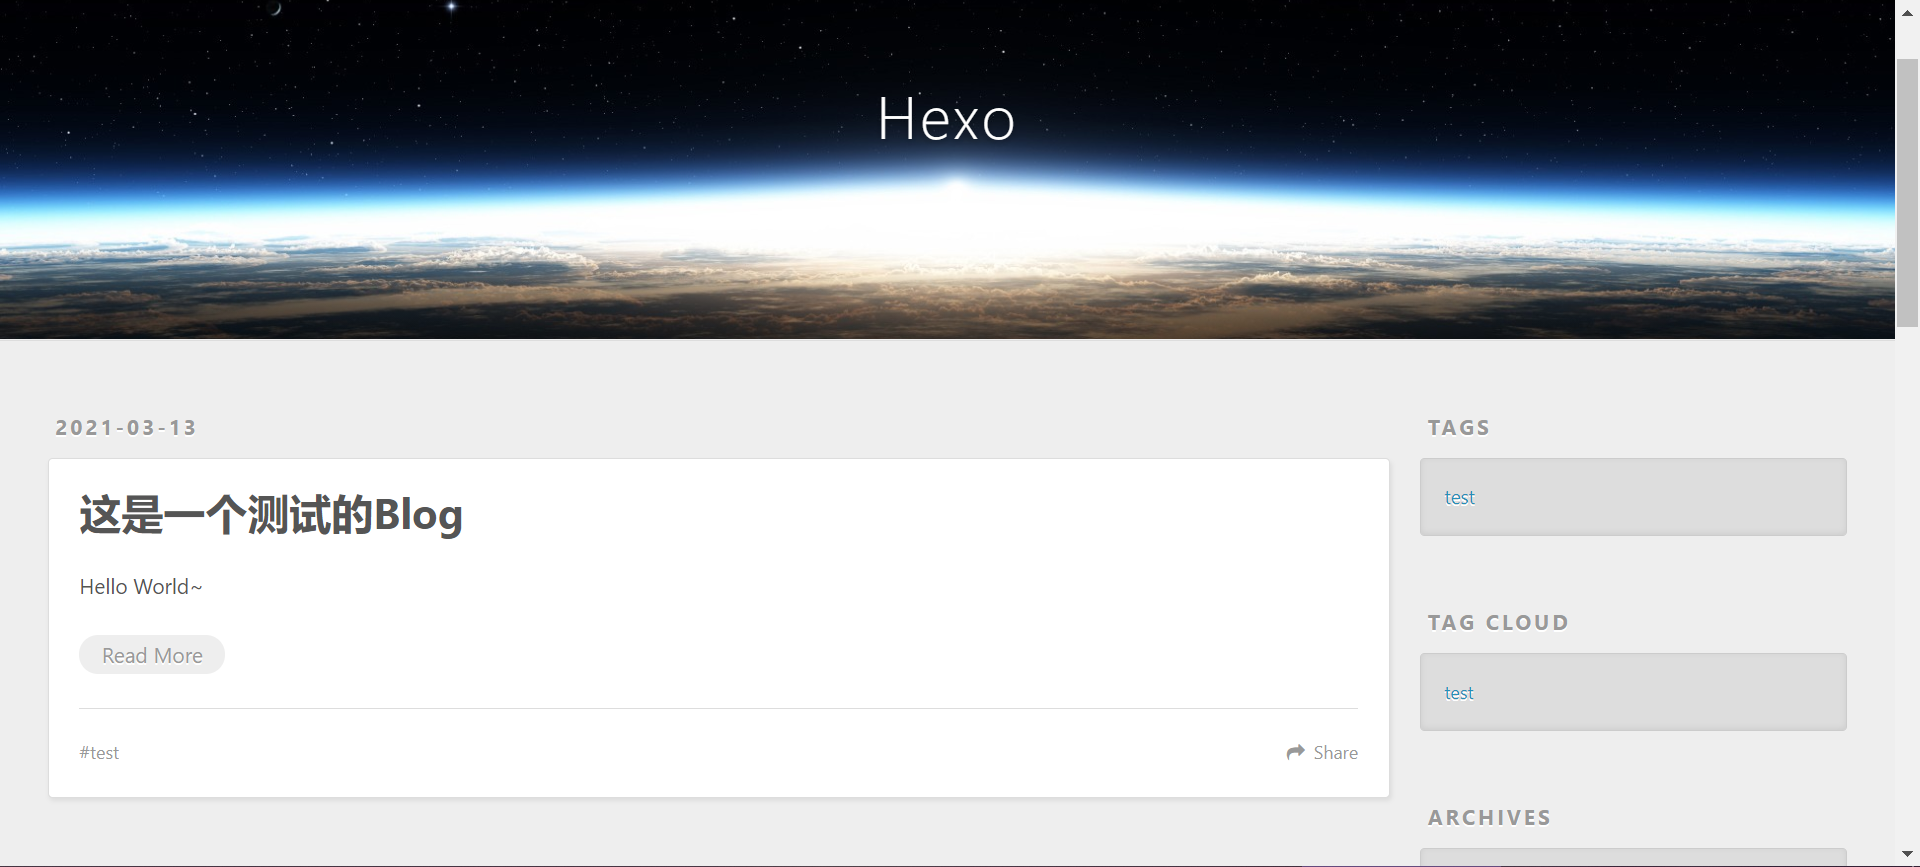 Hexo
2021-03-13
这是一个测试的Blog
Hello World~
Read More
#test
Share
TAGS
test
TAG CLOUD
test
ARCHIVES